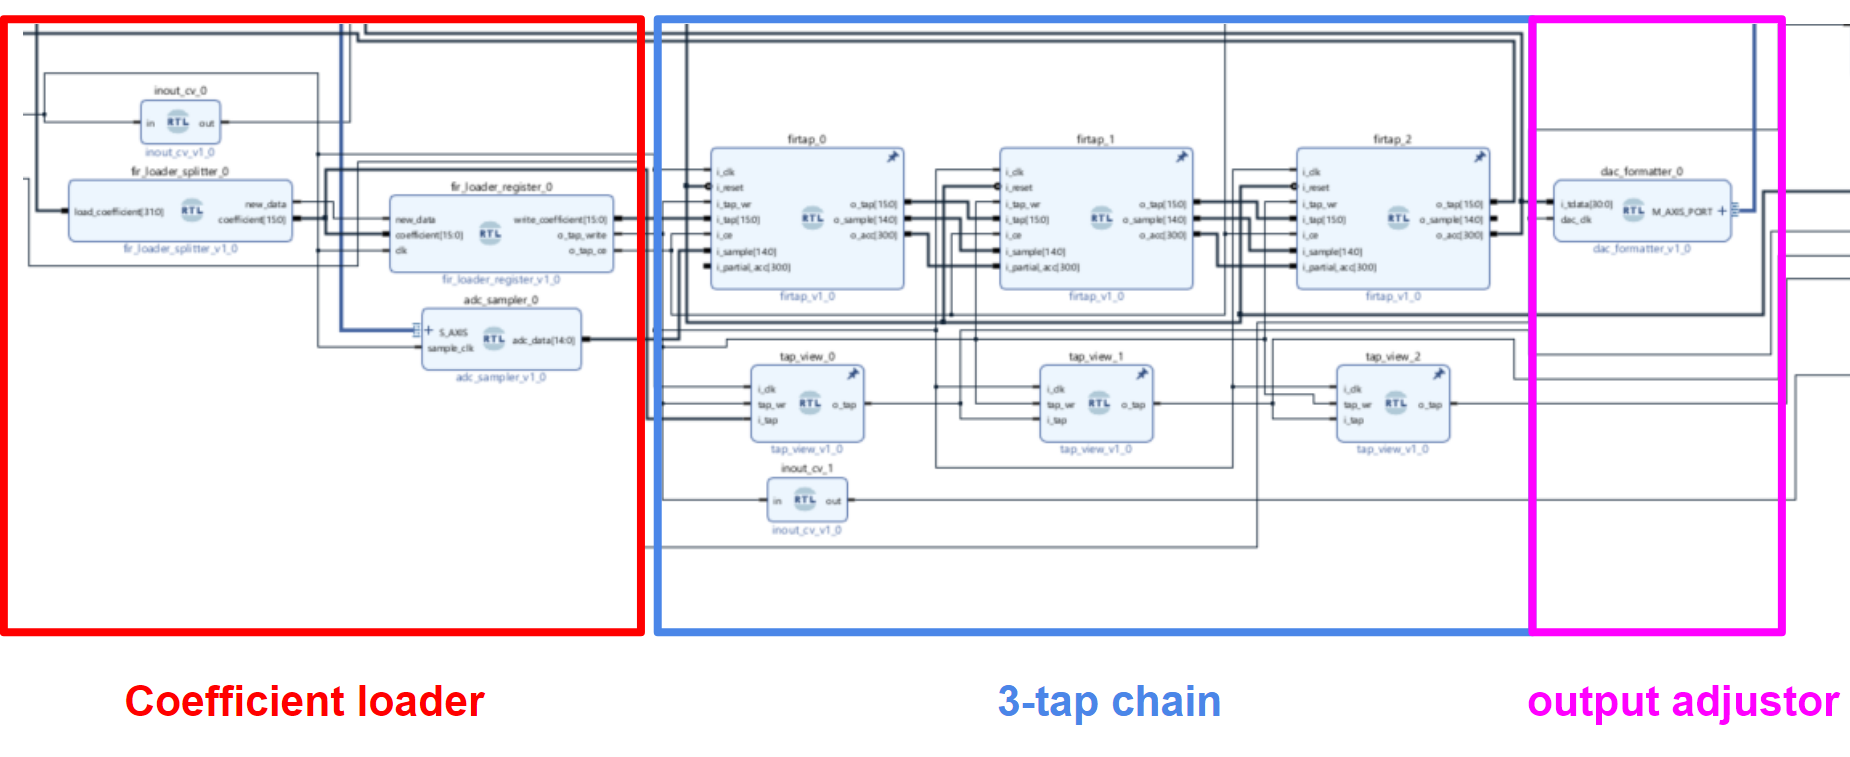 inout_cv_0
in
RTL
out
inout_cv_v1_0
fir_loader_splitter_0
load_coefficient[31:0]
RTL
new_data
coefficient[15:0]
fir_loader_splitter_v1_0
fir_loader_register_0
new_data
coefficient[15:0]
clk
RTL
write_coefficient[15:0]
o_tap_write
o_tap_ce
fir_loader_register_v1_0
adc_sampler_0
S_AXIS
sample_clk
RTL
adc_data[14:0]
adc_sampler_v1_0
firtap_0
i_clk
i_reset
i_tap_wr
i_tap[15:0]
i_ce
i_sample[14:0]
i_partial_acc[30:0]
RTL
o_tap[15:0]
o_sample[14:0]
o_acc[30:0]
firtap_v1_0
firtap_1
i_clk
i_reset
i_tap_wr
i_tap[15:0]
i_ce
i_sample[14:0]
i_partial_acc[30:0]
RTL
o_tap[15:0]
o_sample[14:0]
o_acc[30:0]
firtap_v1_0
firtap_2
i_clk
i_reset
i_tap_wr
i_tap[15:0]
i_ce
i_sample[14:0]
i_partial_acc[30:0]
RTL
o_tap[15:0]
o_sample[14:0]
o_acc[30:0]
firtap_v1_0
tap_view_0
i_clk
tap_wr
i_tap
RTL
o_tap
tap_view_v1_0
tap_view_1
i_clk
tap_wr
i_tap
RTL
o_tap
tap_view_v1_0
tap_view_2
i_clk
tap_wr
i_tap
RTL
o_tap
tap_view_v1_0
inout_cv_1
in
RTL
out
inout_cv_v1_0
dac_formatter_0
i_tdata[30:0]
dac_clk
RTL
M_AXIS_PORT
dac_formatter_v1_0
Coefficient loader
3-tap chain
output adjustor